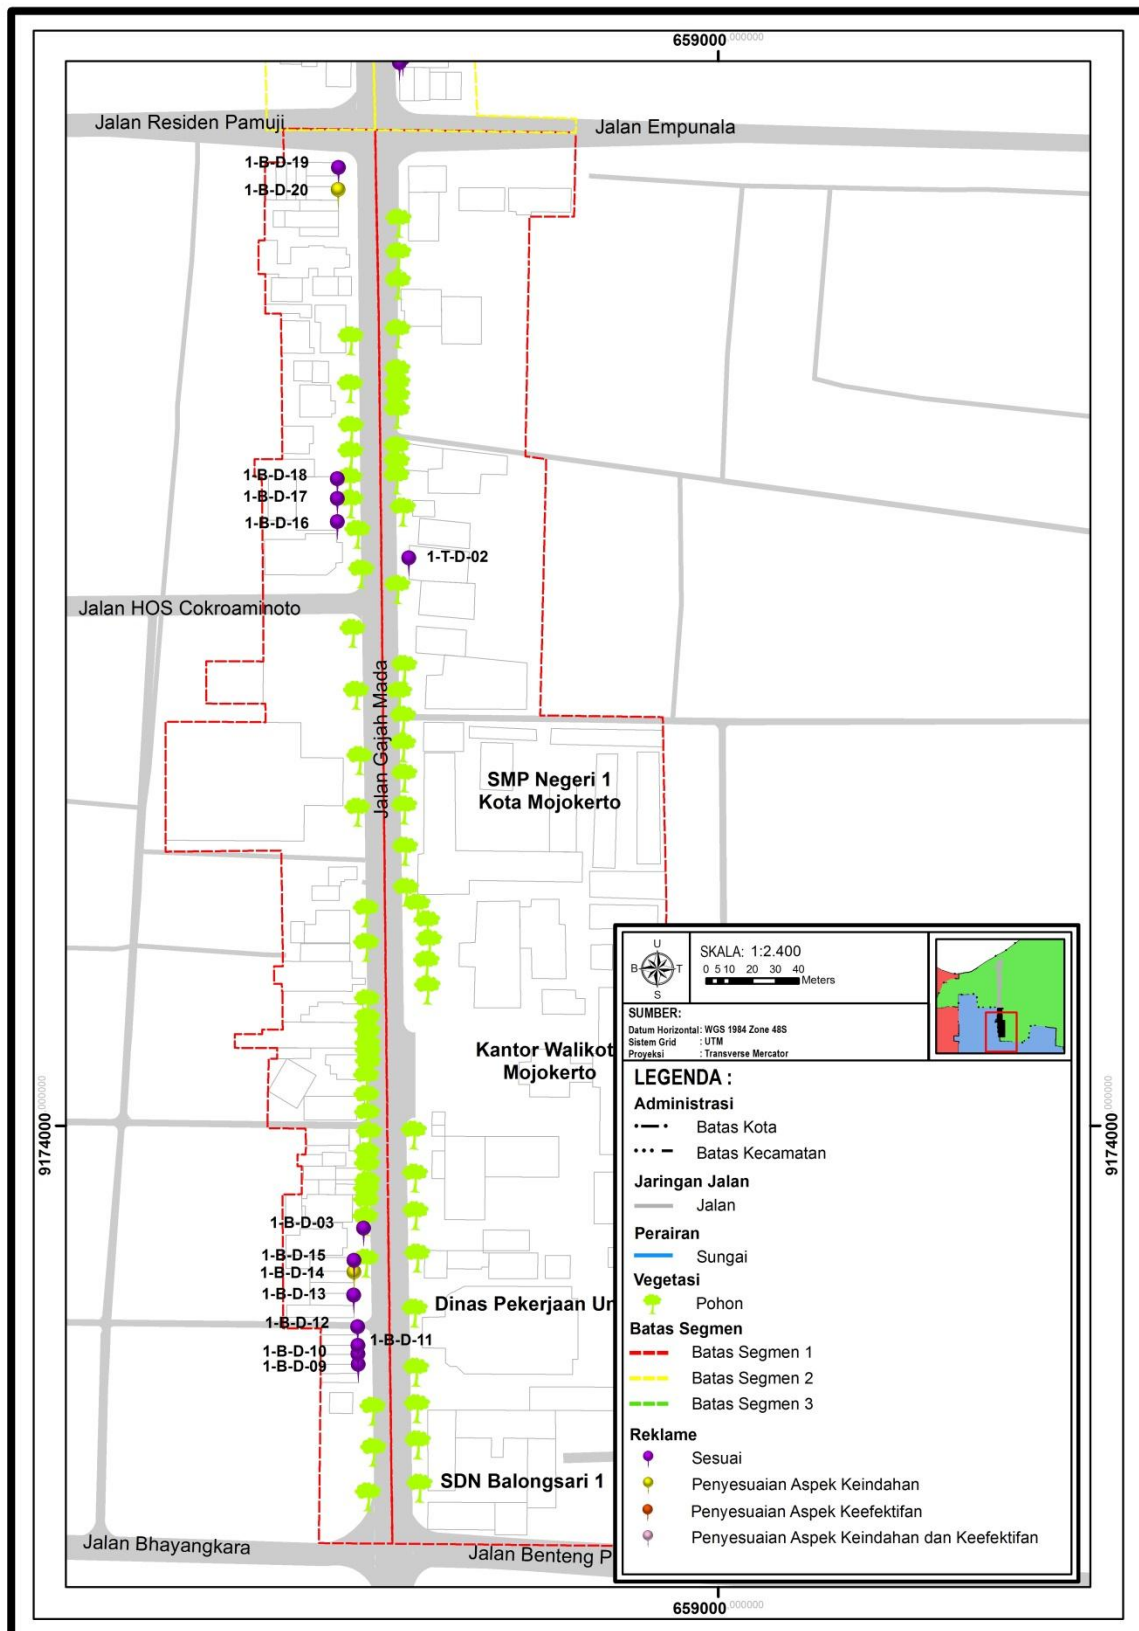 659000,000000
Jalan Residen Pamuji
Jalan Empunala
1-B-D-19
1-B-D-20
1-B-D-18
1-B-D-17
1-B-D-16
1-T-D-02
Jalan HOS Cokroaminoto
Jalan Gajah Mada
SMP Negeri 1
Kota Mojokerto
Kantor Walikot
Mojokerto
9174000,000000
9174000,000000
1-B-D-03
1-B-D-15
1-B-D-14
1-B-D-13
Dinas Pekerjaan Ur
1-B-D-12
1-B-D-11
1-B-D-10
1-B-D-09
SDN Balongsari 1
Jalan Bhayangkara
Jalan Benteng P
U
B T
S
SKALA: 1:2.400
0 5 10 20 30 40
Meters
SUMBER:
Datum Horizontal: WGS 1984 Zone 48S
Sistem Grid : UTM
Proyeksi : Transverse Mercator
LEGENDA :
Administrasi
Batas Kota
Batas Kecamatan
Jaringan Jalan
Jalan
Perairan
Sungai
Vegetasi
Pohon
Batas Segmen
Batas Segmen 1
Batas Segmen 2
Batas Segmen 3
Reklame
Sesuai
Penyesuaian Aspek Keindahan
Penyesuaian Aspek Keefektifan
Penyesuaian Aspek Keindahan dan Keefektifan
659000,000000